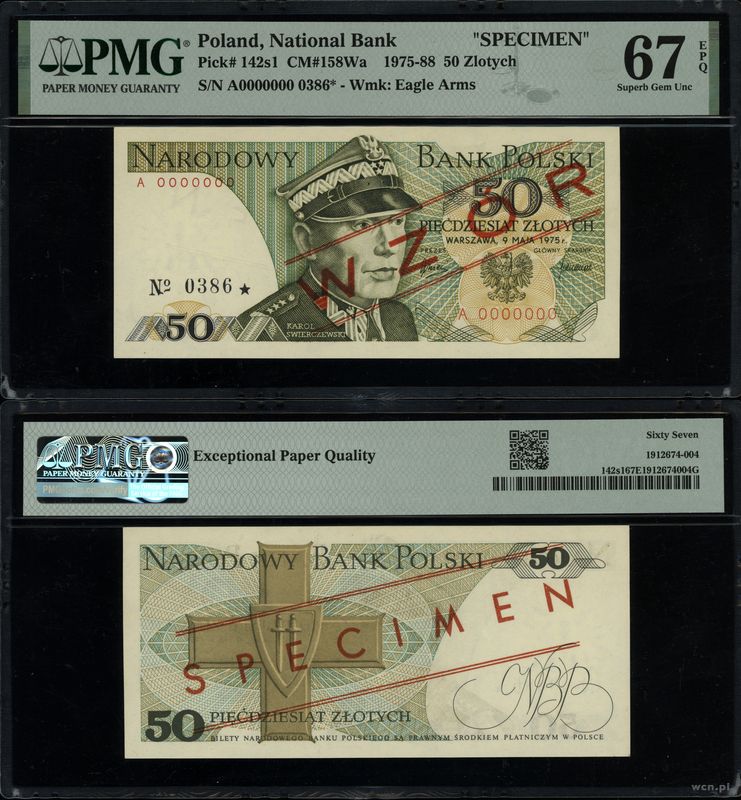 PMG® Poland, National Bank "SPECIMEN" 67 EPQ
Pick# 142s1 CM#158Wa 1975-88 50 Zlotych
PAPER MONEY GUARANTY S/N A0000000 0386* - Wmk: Eagle Arms Superb Gem Unc
NARODOWY BANK POLSKI
A 0000000
50
PIĘĆDZIESIĄT ZŁOTYCH
WARSZAWA, 9 MAJA 1975 r.
PREZES GŁÓWNY SKARBNIK
WZÓR
No 0386 ★
A 0000000
50
KAROL
ŚWIERCZEWSKI
PMG
PAPER MONEY GUARANTY
Exceptional Paper Quality
Sixty Seven
1912674-004
142s167E1912674004G
NARODOWY BANK POLSKI 50
SPECIMEN
NBP
50 PIĘĆDZIESIĄT ZŁOTYCH
BILETY NARODOWEGO BANKU POLSKIEGO SĄ PRAWNYM ŚRODKIEM PŁATNICZYM W POLSCE
wcn.pl